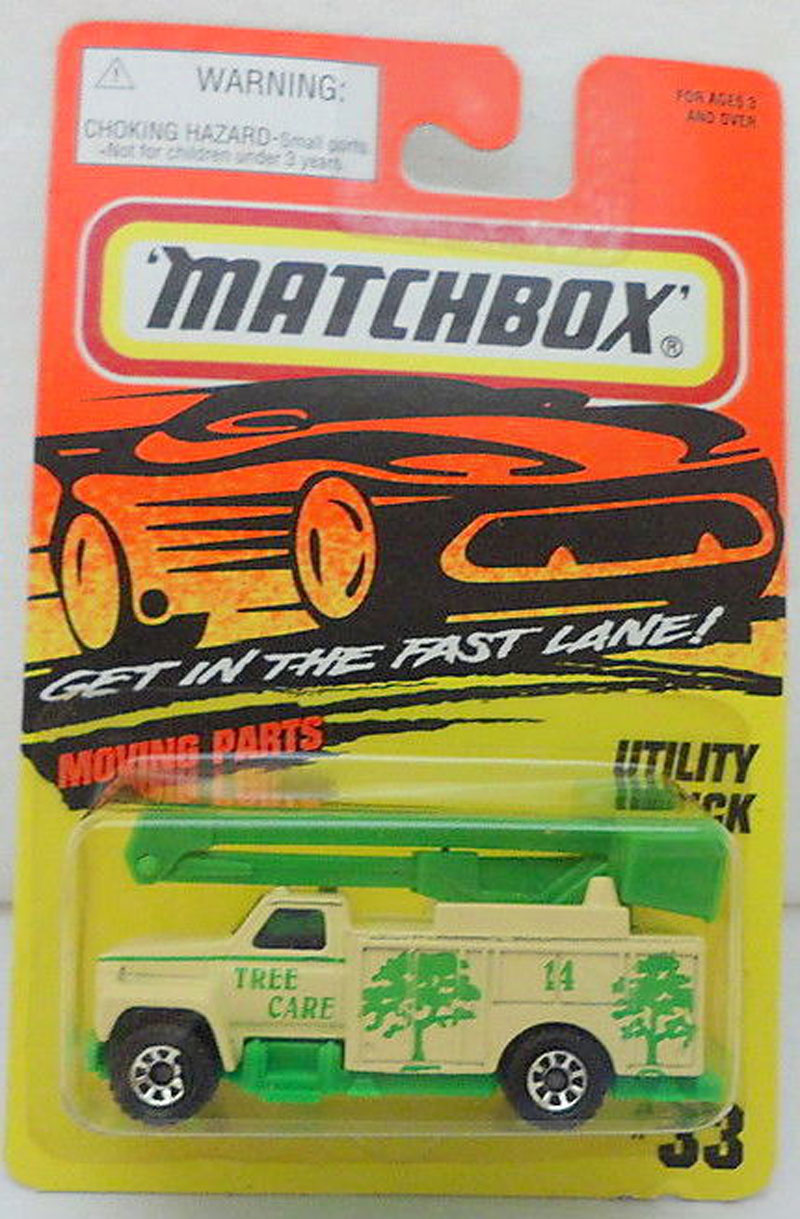 WARNING:
CHOKING HAZARD-Small parts
-Not for children under 3 years
FOR AGES 3
AND OVER
'MATCHBOX'®
GET IN THE FAST LANE!
MOVING PARTS
UTILITY
TREE
CARE
14
#33